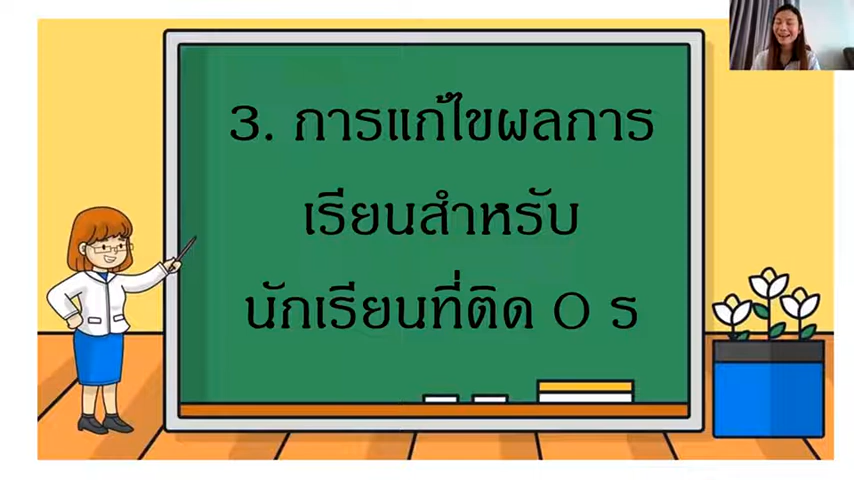 3. การแก้ไขผลการ
เรียนสำหรับ
นักเรียนที่ติด 0 ร